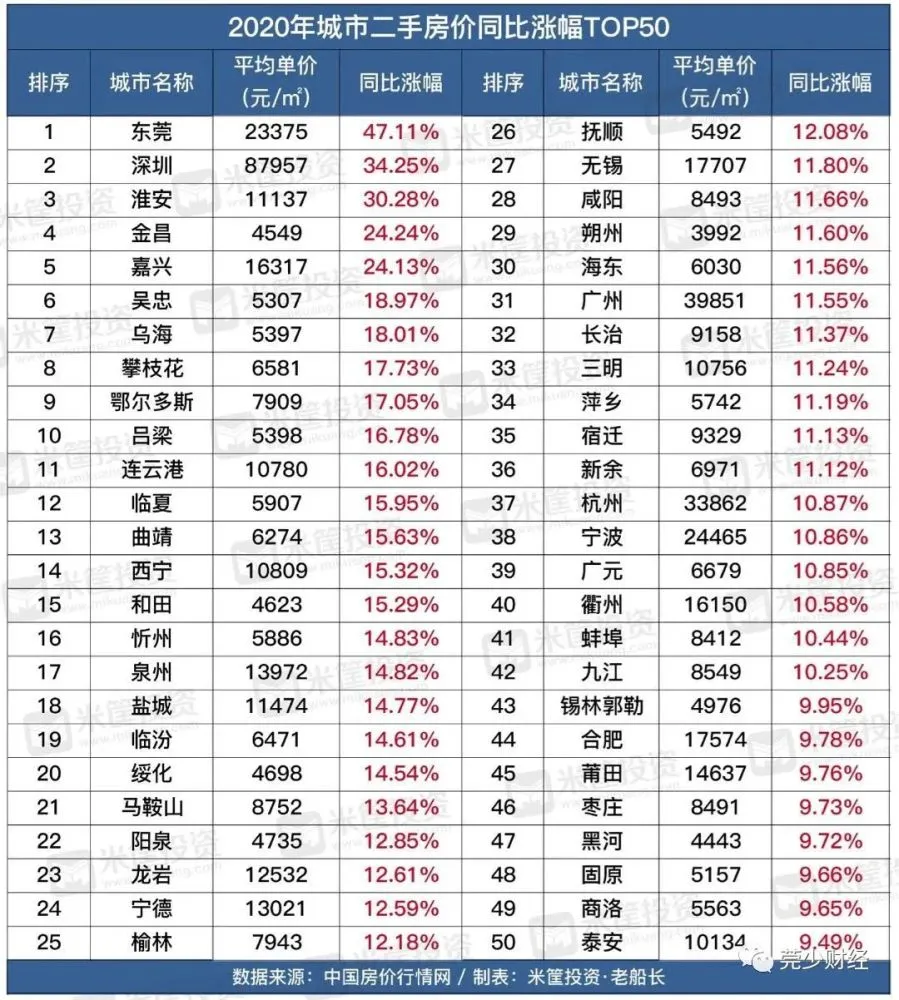 2020年城市二手房价同比涨幅TOP50
排序 城市名称 平均单价(元/㎡) 同比涨幅 排序 城市名称 平均单价(元/㎡) 同比涨幅
1 东莞 23375 47.11% 26 抚顺 5492 12.08%
2 深圳 87957 34.25% 27 无锡 17707 11.80%
3 淮安 11137 30.28% 28 咸阳 8493 11.66%
4 金昌 4549 24.24% 29 朔州 3992 11.60%
5 嘉兴 16317 24.13% 30 海东 6030 11.56%
6 吴忠 5307 18.97% 31 广州 39851 11.55%
7 乌海 5397 18.01% 32 长治 9158 11.37%
8 攀枝花 6581 17.73% 33 三明 10756 11.24%
9 鄂尔多斯 7909 17.05% 34 萍乡 5742 11.19%
10 吕梁 5398 16.78% 35 宿迁 9329 11.13%
11 连云港 10780 16.02% 36 新余 6971 11.12%
12 临夏 5907 15.95% 37 杭州 33862 10.87%
13 曲靖 6274 15.63% 38 宁波 24465 10.86%
14 西宁 10809 15.32% 39 广元 6679 10.85%
15 和田 4623 15.29% 40 衢州 16150 10.58%
16 忻州 5886 14.83% 41 蚌埠 8412 10.44%
17 泉州 13972 14.82% 42 九江 8549 10.25%
18 盐城 11474 14.77% 43 锡林郭勒 4976 9.95%
19 临汾 6471 14.61% 44 合肥 17574 9.78%
20 绥化 4698 14.54% 45 莆田 14637 9.76%
21 马鞍山 8752 13.64% 46 枣庄 8491 9.73%
22 阳泉 4735 12.85% 47 黑河 4443 9.72%
23 龙岩 12532 12.61% 48 固原 5157 9.66%
24 宁德 13021 12.59% 49 商洛 5563 9.65%
25 榆林 7943 12.18% 50 泰安 10134 9.49%
莞少财经
数据来源：中国房价行情网 / 制表：米筐投资·老船长
米筐投资
www.mikuang.com